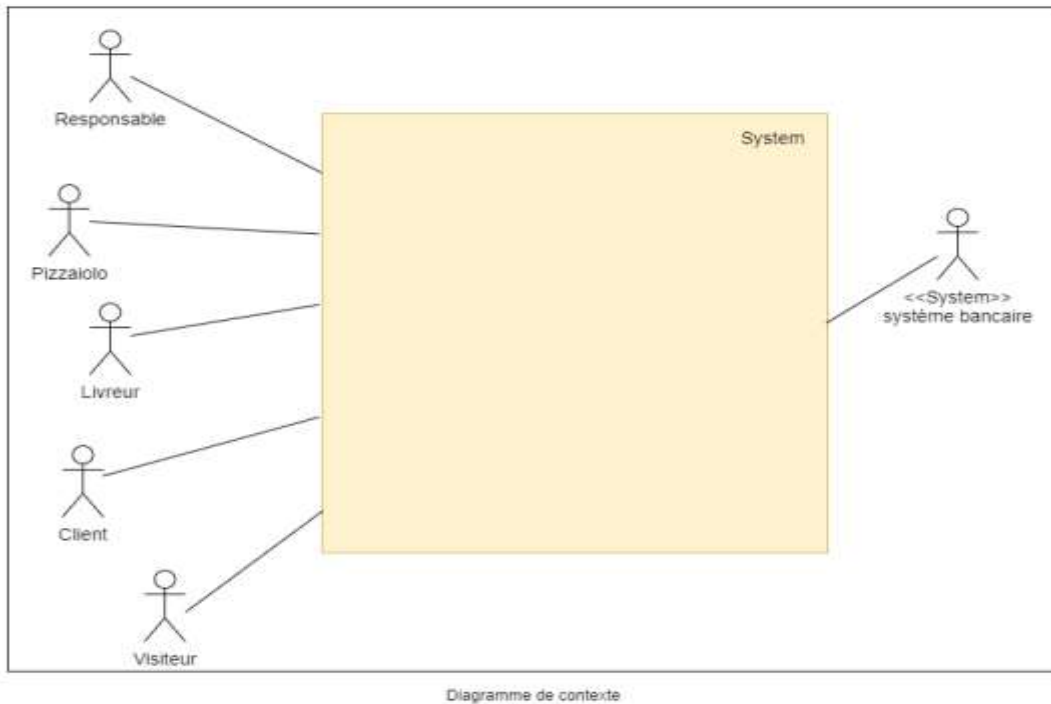 Responsable
System
Pizzaiolo
<<System>>
système bancaire
Livreur
Client
Visiteur
Diagramme de contexte